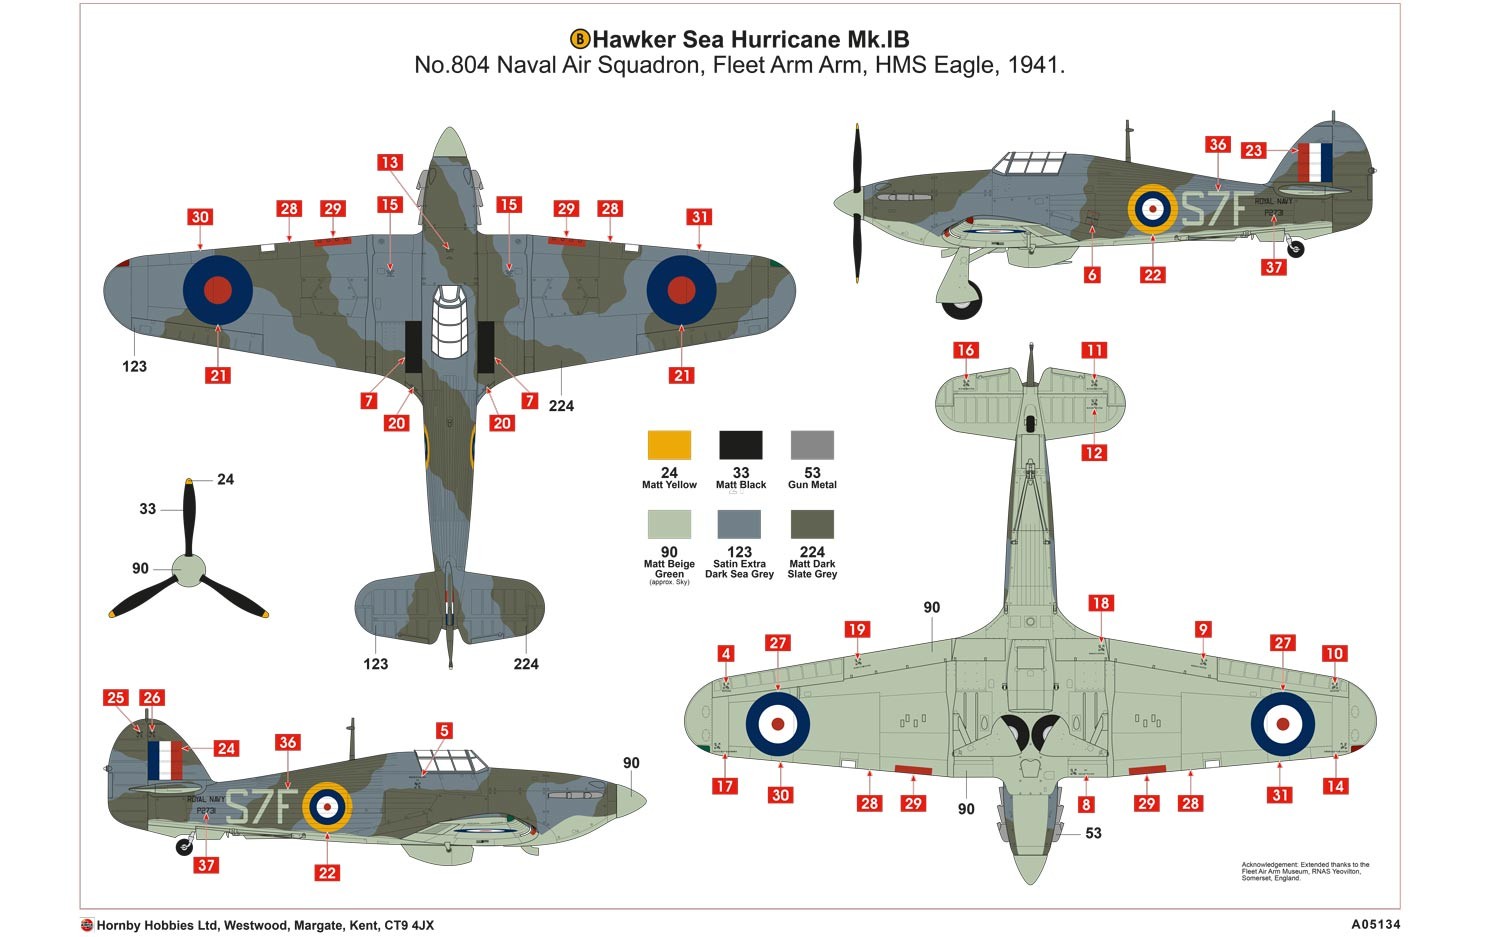 B Hawker Sea Hurricane Mk.IB
No.804 Naval Air Squadron, Fleet Arm Arm, HMS Eagle, 1941.
13
30
28
29
15
15
29
28
31
123
21
7
20
7
20
224
21
36
23
S7F
ROYAL NAVY
P2731
6
22
37
16
11
12
24
Matt Yellow
33
Matt Black
53
Gun Metal
90
Matt Beige
Green
(approx. Sky)
123
Satin Extra
Dark Sea Grey
224
Matt Dark
Slate Grey
24
33
90
123
224
25
26
24
36
5
90
ROYAL NAVY
P2731
S7F
37
22
90
18
19
9
4
27
27
10
17
30
28
29
90
8
29
28
31
14
53
Acknowledgement: Extended thanks to the
Fleet Air Arm Museum, RNAS Yeovilton,
Somerset, England.
Hornby Hobbies Ltd, Westwood, Margate, Kent, CT9 4JX
A05134